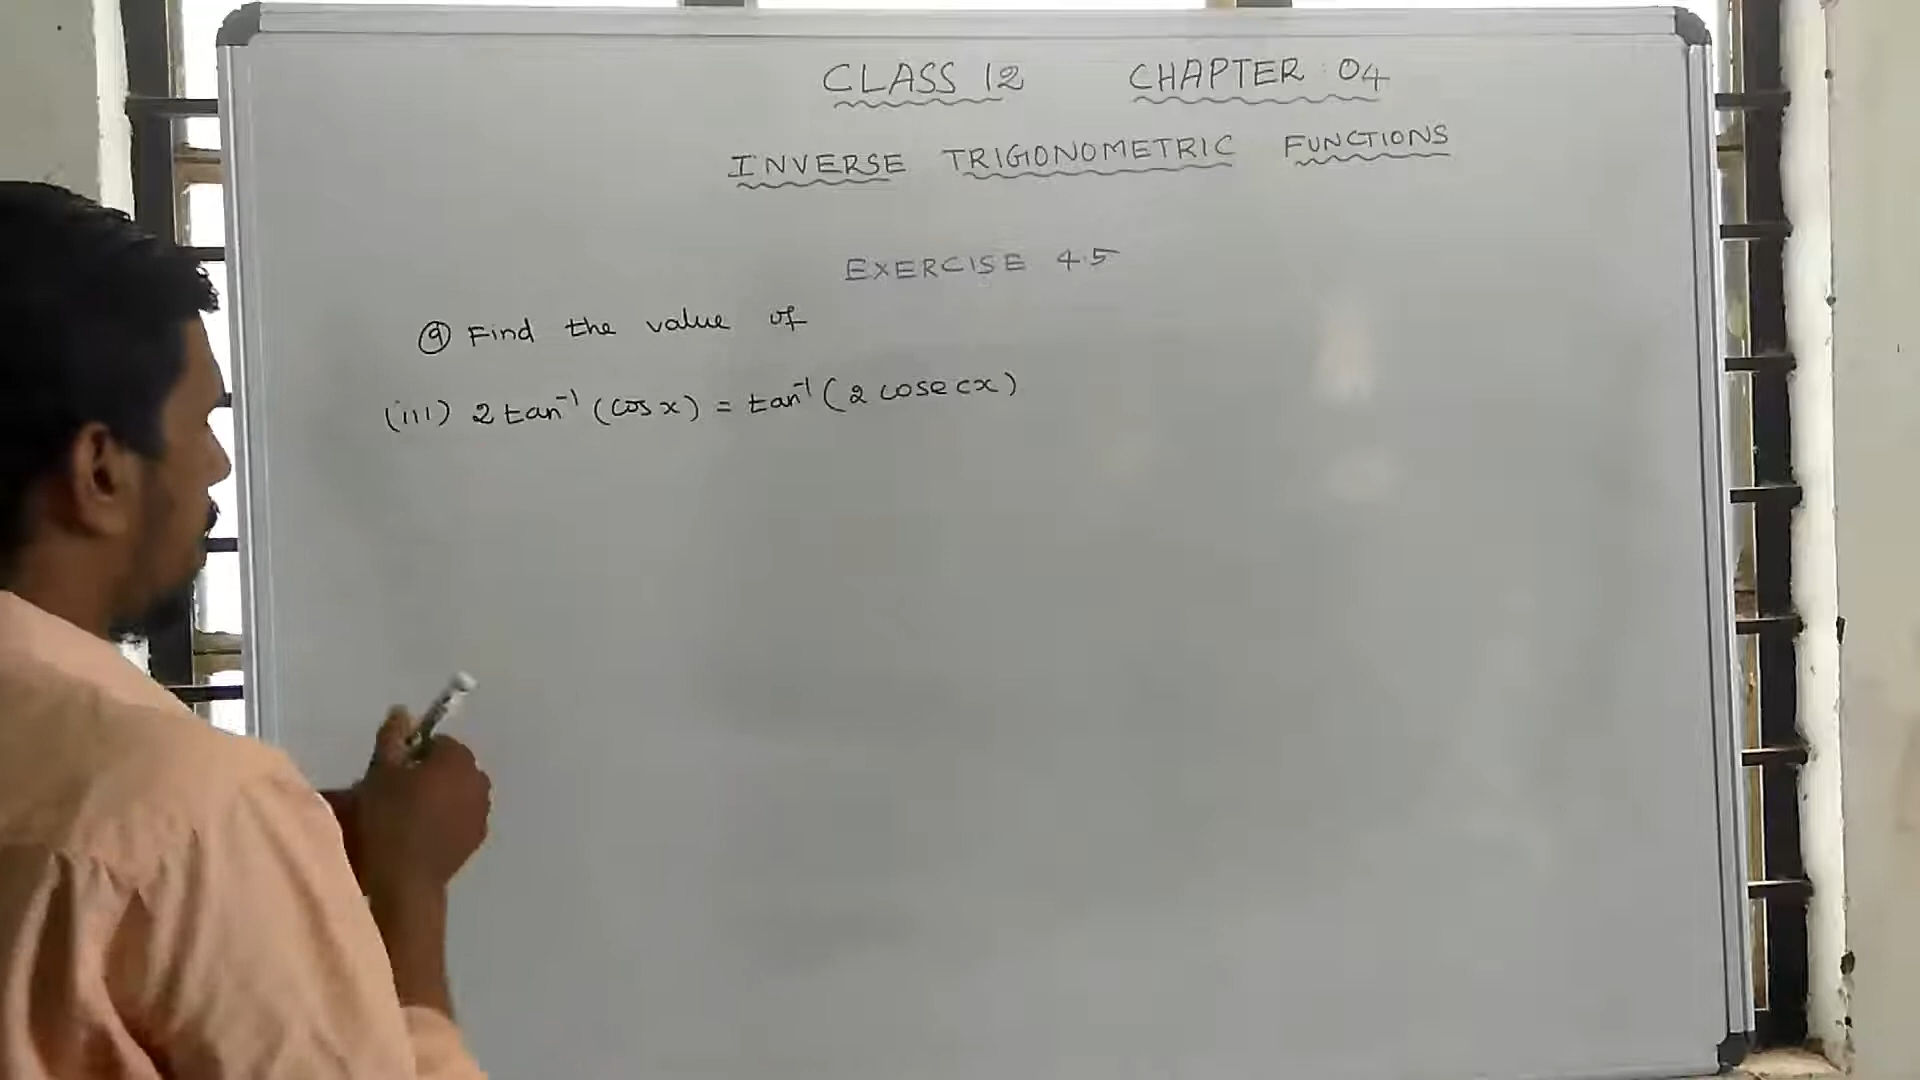 CLASS 12 CHAPTER 04
INVERSE TRIGONOMETRIC FUNCTIONS
EXERCISE 4.5
⑨ Find the value of
(iii) 2 tan⁻¹ (cos x) = tan⁻¹ (2 cosec x)